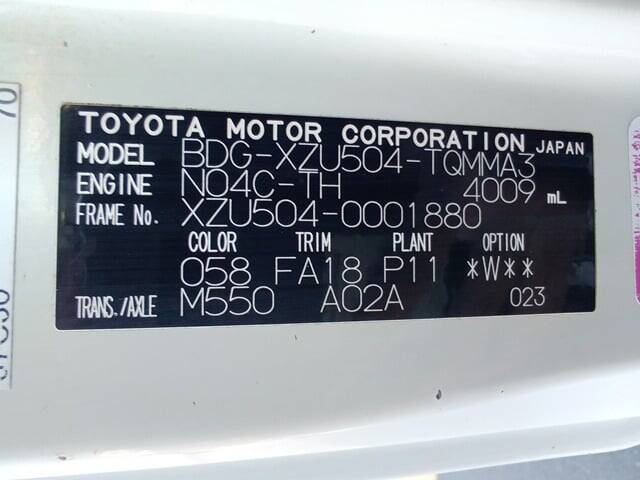 TOYOTA MOTOR CORPORATION JAPAN
MODEL BDG-XZU504-TQMMA3
ENGINE N04C-TH 4009 mL
FRAME No. XZU504-0001880
COLOR TRIM PLANT OPTION
058 FA18 P11 *W**
TRANS./AXLE M550 A02A 023
70